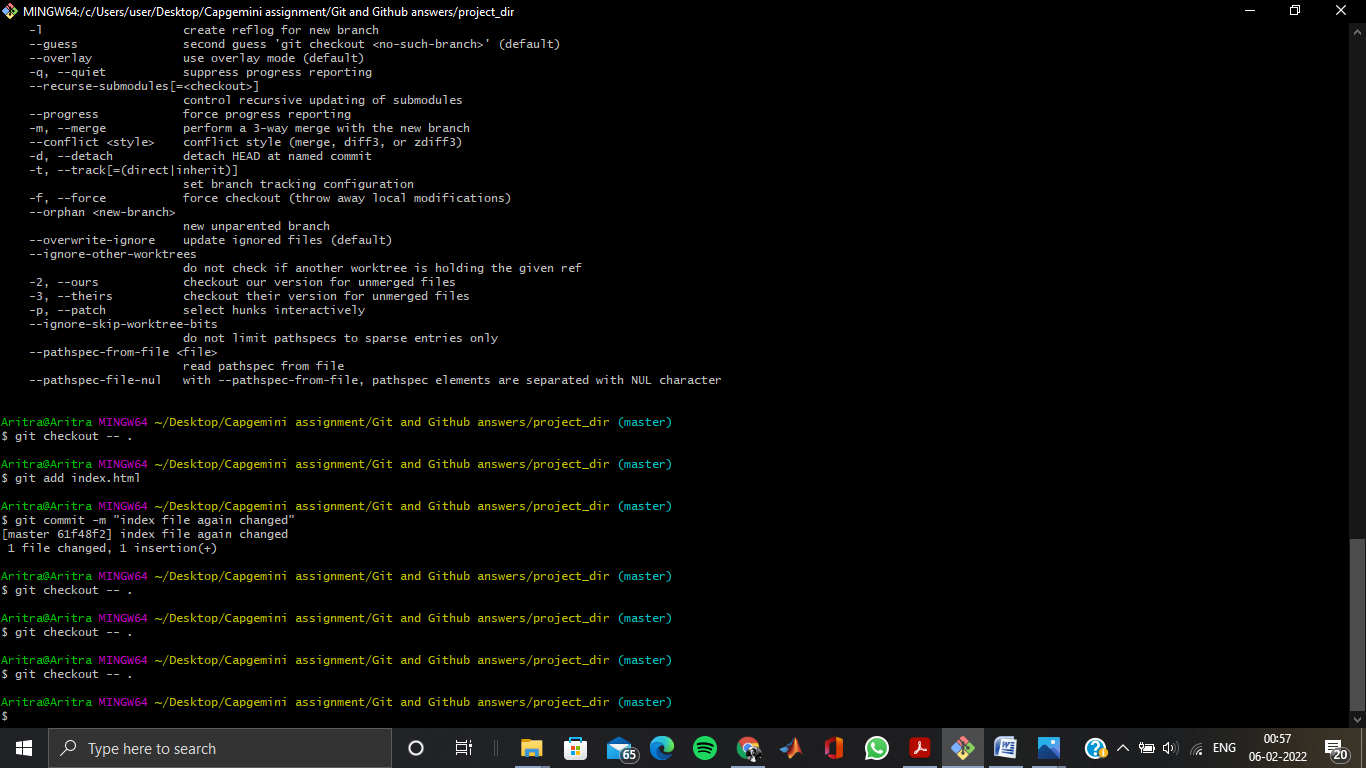 MINGW64:/c/Users/user/Desktop/Capgemini assignment/Git and Github answers/project_dir
-l                    create reflog for new branch
--guess               second guess 'git checkout <no-such-branch>' (default)
--overlay             use overlay mode (default)
-q, --quiet           suppress progress reporting
--recurse-submodules[=<checkout>]
                      control recursive updating of submodules
--progress            force progress reporting
-m, --merge           perform a 3-way merge with the new branch
--conflict <style>    conflict style (merge, diff3, or zdiff3)
-d, --detach          detach HEAD at named commit
-t, --track[=(direct|inherit)]
                      set branch tracking configuration
-f, --force           force checkout (throw away local modifications)
--orphan <new-branch>
                      new unparented branch
--overwrite-ignore    update ignored files (default)
--ignore-other-worktrees
                      do not check if another worktree is holding the given ref
-2, --ours            checkout our version for unmerged files
-3, --theirs          checkout their version for unmerged files
-p, --patch           select hunks interactively
--ignore-skip-worktree-bits
                      do not limit pathspecs to sparse entries only
--pathspec-from-file <file>
                      read pathspec from file
--pathspec-file-nul   with --pathspec-from-file, pathspec elements are separated with NUL character
Aritra@Aritra MINGW64 ~/Desktop/Capgemini assignment/Git and Github answers/project_dir (master)
$ git checkout -- .
Aritra@Aritra MINGW64 ~/Desktop/Capgemini assignment/Git and Github answers/project_dir (master)
$ git add index.html
Aritra@Aritra MINGW64 ~/Desktop/Capgemini assignment/Git and Github answers/project_dir (master)
$ git commit -m "index file again changed"
[master 61f48f2] index file again changed
 1 file changed, 1 insertion(+)
Aritra@Aritra MINGW64 ~/Desktop/Capgemini assignment/Git and Github answers/project_dir (master)
$ git checkout -- .
Aritra@Aritra MINGW64 ~/Desktop/Capgemini assignment/Git and Github answers/project_dir (master)
$ git checkout -- .
Aritra@Aritra MINGW64 ~/Desktop/Capgemini assignment/Git and Github answers/project_dir (master)
$ git checkout -- .
Aritra@Aritra MINGW64 ~/Desktop/Capgemini assignment/Git and Github answers/project_dir (master)
$
Type here to search
65
ENG
00:57
06-02-2022
20